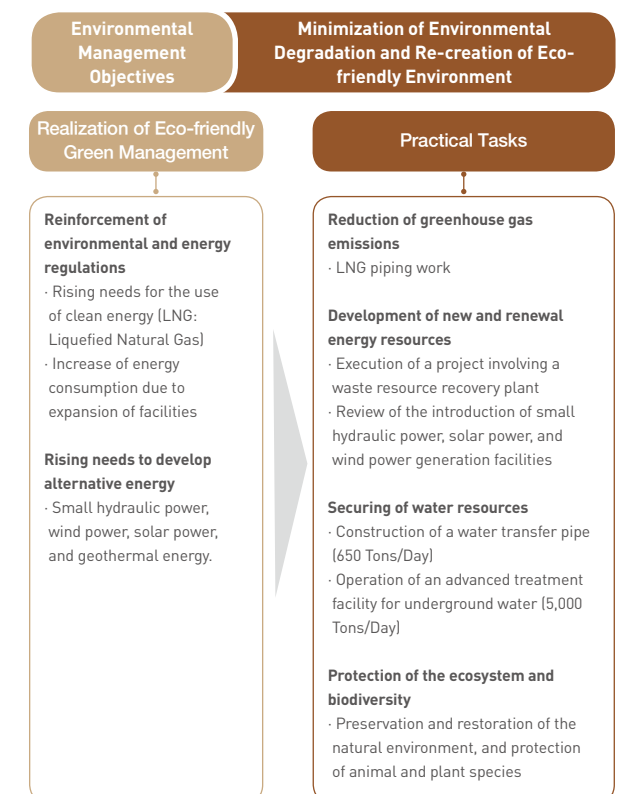 Environmental
Management
Objectives
Minimization of Environmental
Degradation and Re-creation of Eco-
friendly Environment
Realization of Eco-friendly
Green Management
Reinforcement of
environmental and energy
regulations
· Rising needs for the use
of clean energy (LNG:
Liquefied Natural Gas)
· Increase of energy
consumption due to
expansion of facilities
Rising needs to develop
alternative energy
· Small hydraulic power,
wind power, solar power,
and geothermal energy.
Practical Tasks
Reduction of greenhouse gas
emissions
· LNG piping work
Development of new and renewal
energy resources
· Execution of a project involving a
waste resource recovery plant
· Review of the introduction of small
hydraulic power, solar power, and
wind power generation facilities
Securing of water resources
· Construction of a water transfer pipe
(650 Tons/Day)
· Operation of an advanced treatment
facility for underground water (5,000
Tons/Day)
Protection of the ecosystem and
biodiversity
· Preservation and restoration of the
natural environment, and protection
of animal and plant species